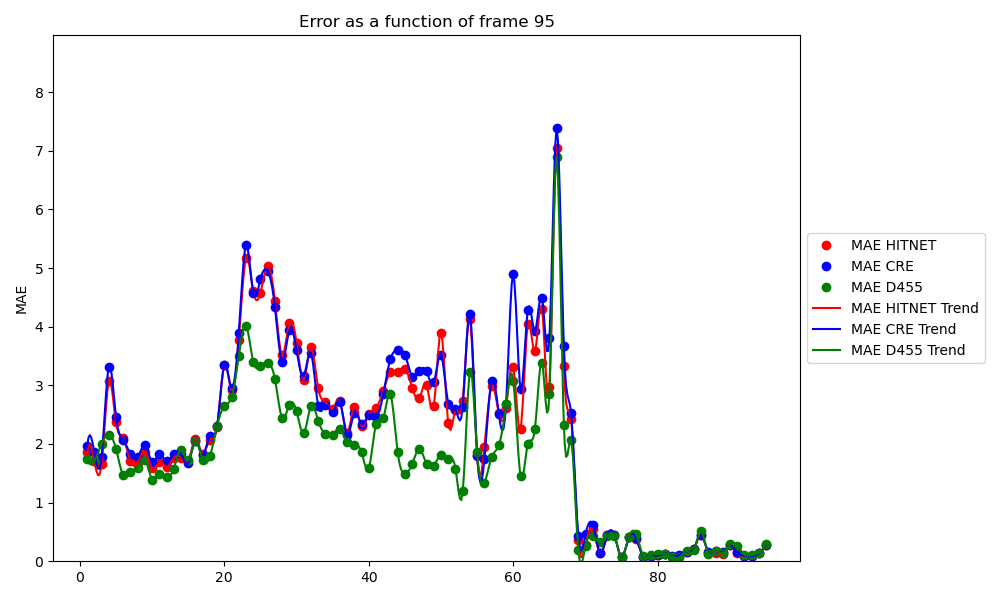 Error as a function of frame 95
MAE
8
7
6
5
4
3
2
1
0
0 20 40 60 80
MAE HITNET
MAE CRE
MAE D455
MAE HITNET Trend
MAE CRE Trend
MAE D455 Trend